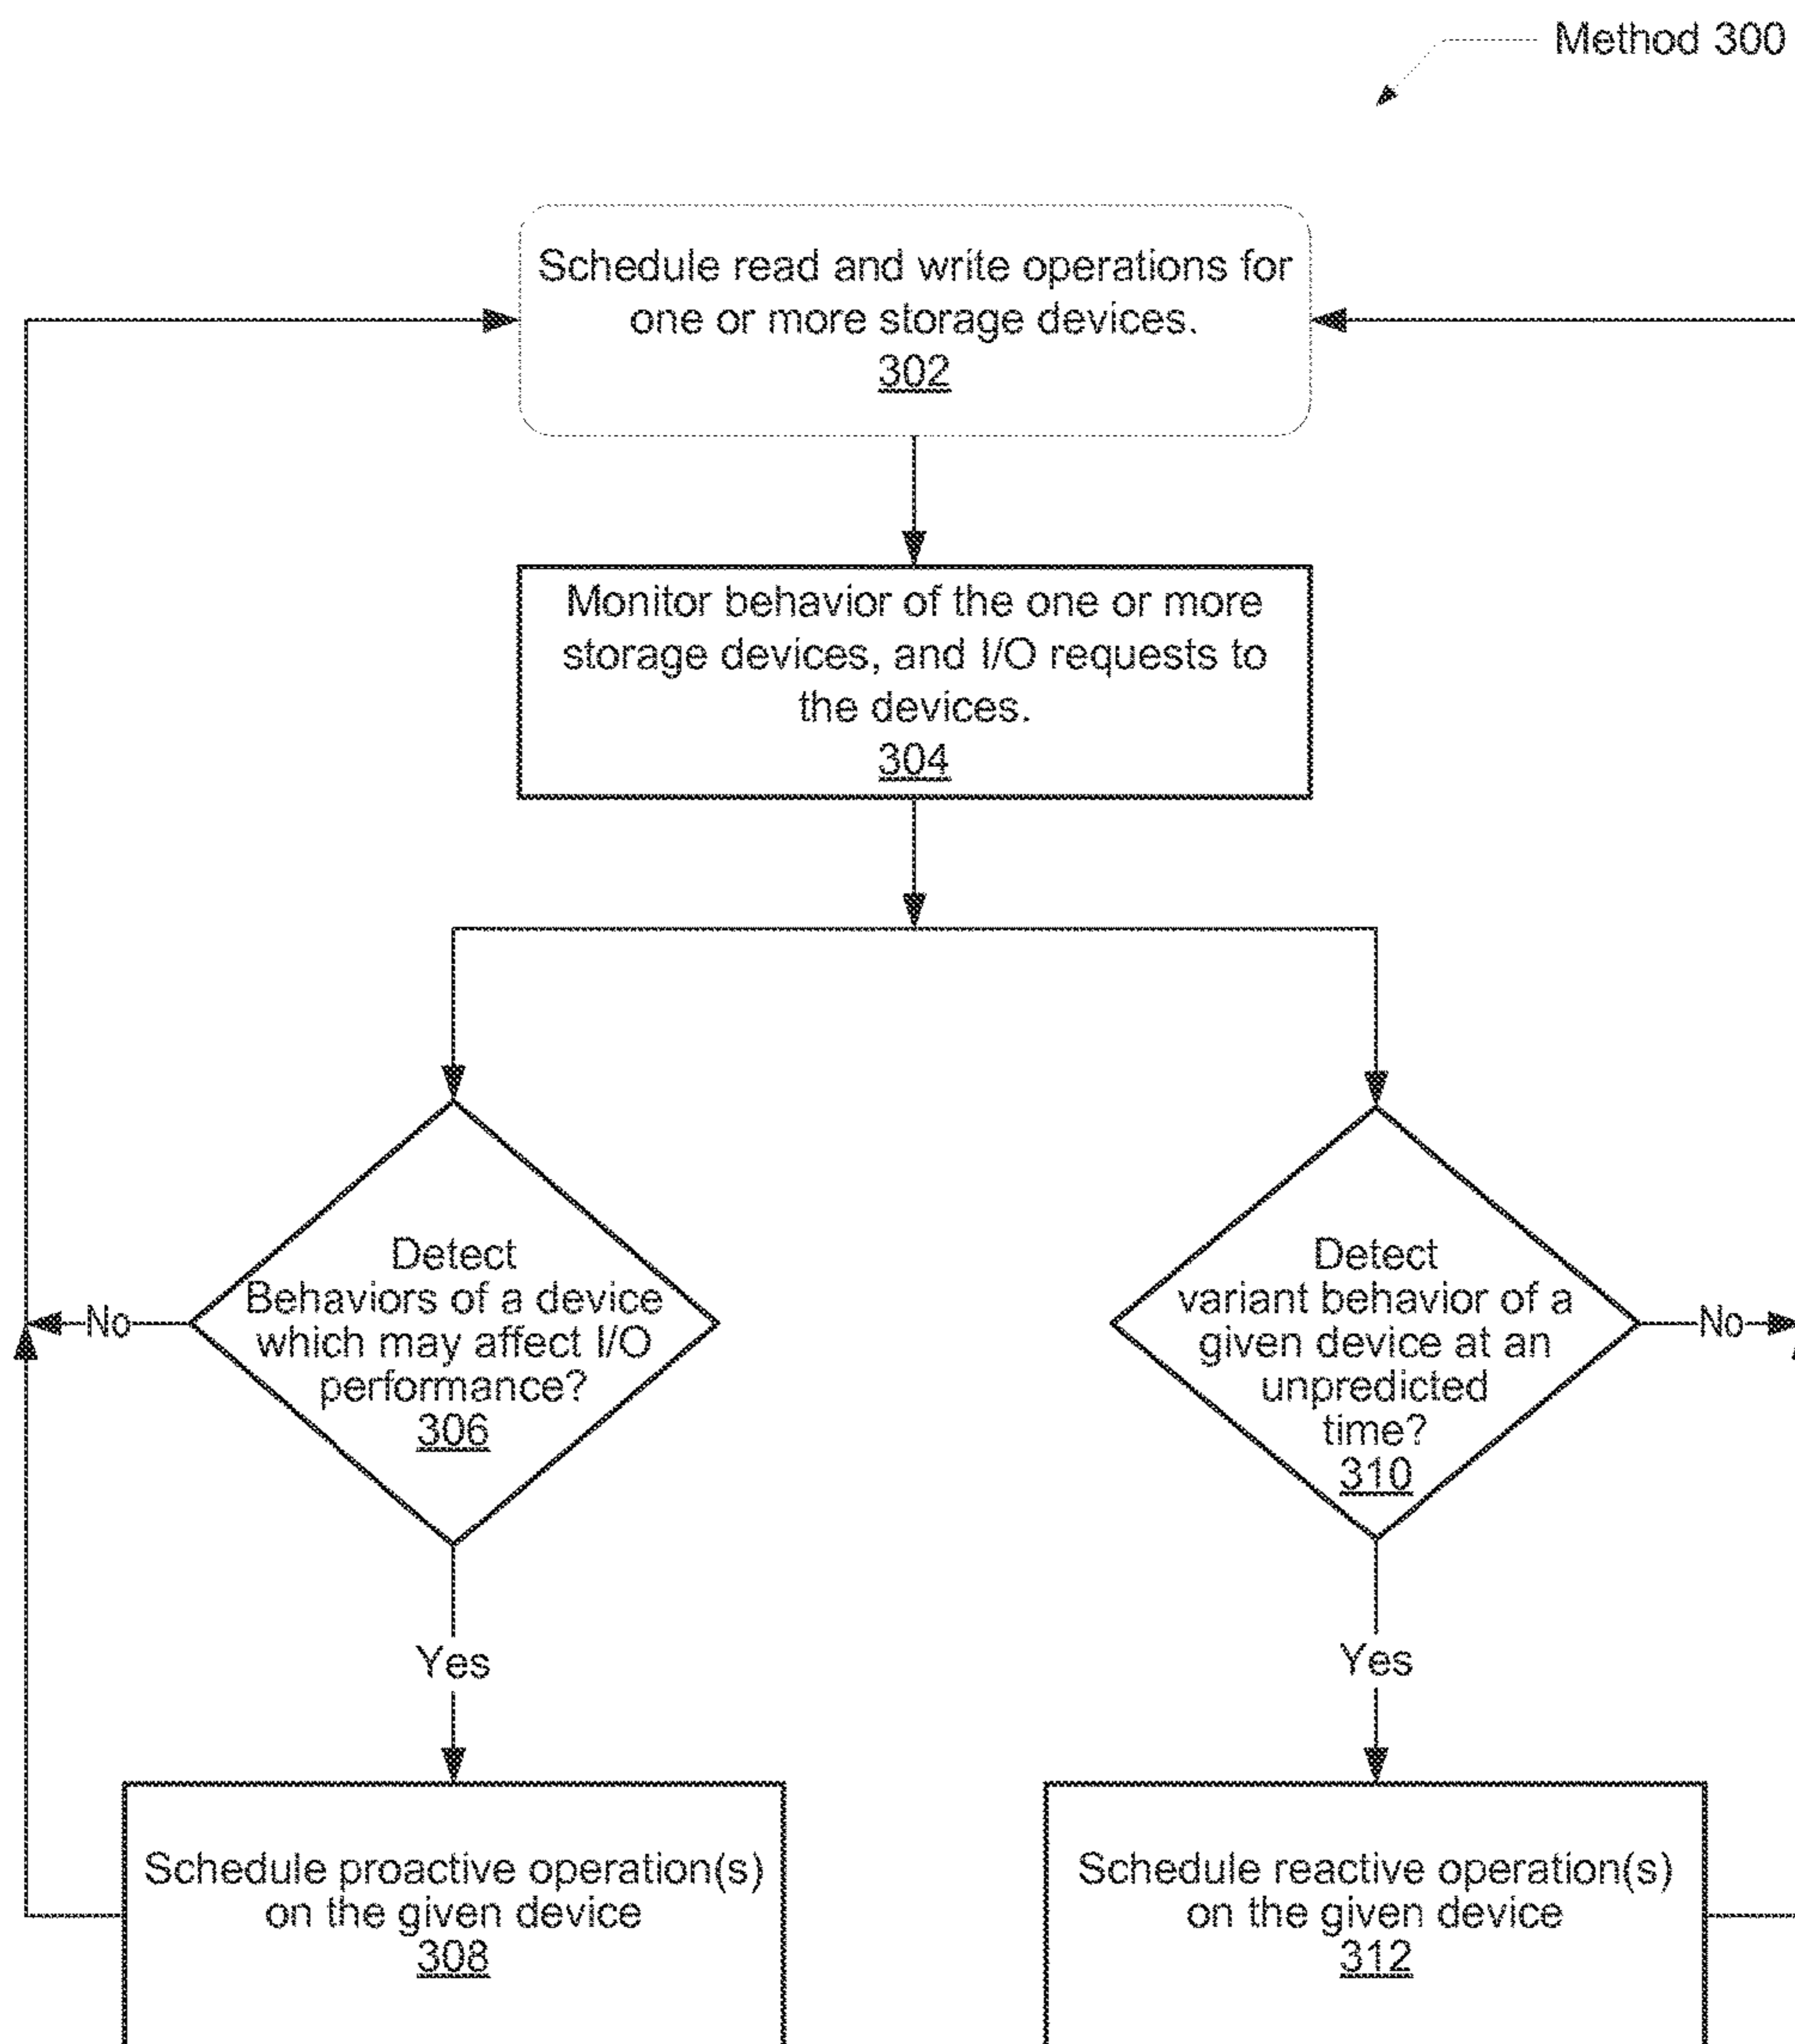 Method 300
Schedule read and write operations for
one or more storage devices.
302
Monitor behavior of the one or more
storage devices, and I/O requests to
the devices.
304
Detect
Behaviors of a device
which may affect I/O
performance?
306
No
Yes
Detect
variant behavior of a
given device at an
unpredicted
time?
310
No
Yes
Schedule proactive operation(s)
on the given device
308
Schedule reactive operation(s)
on the given device
312